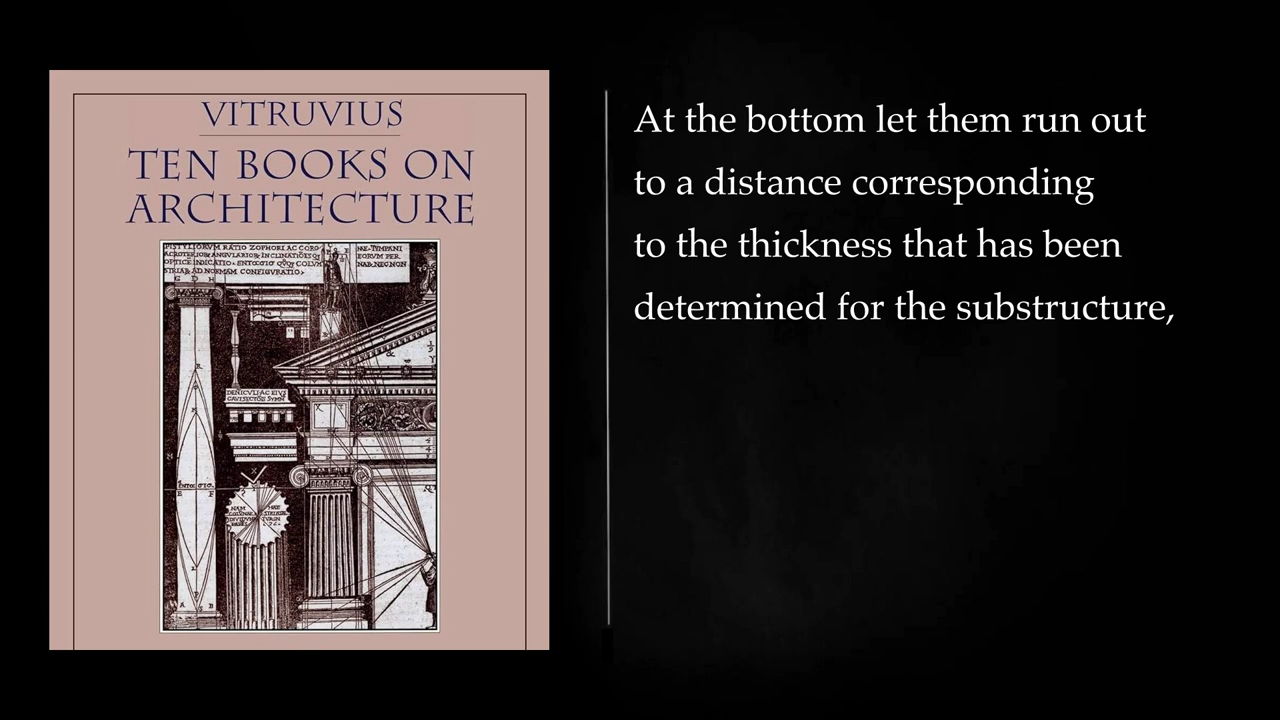 VITRUVIUS
TEN BOOKS ON
ARCHITECTURE
At the bottom let them run out
to a distance corresponding
to the thickness that has been
determined for the substructure,